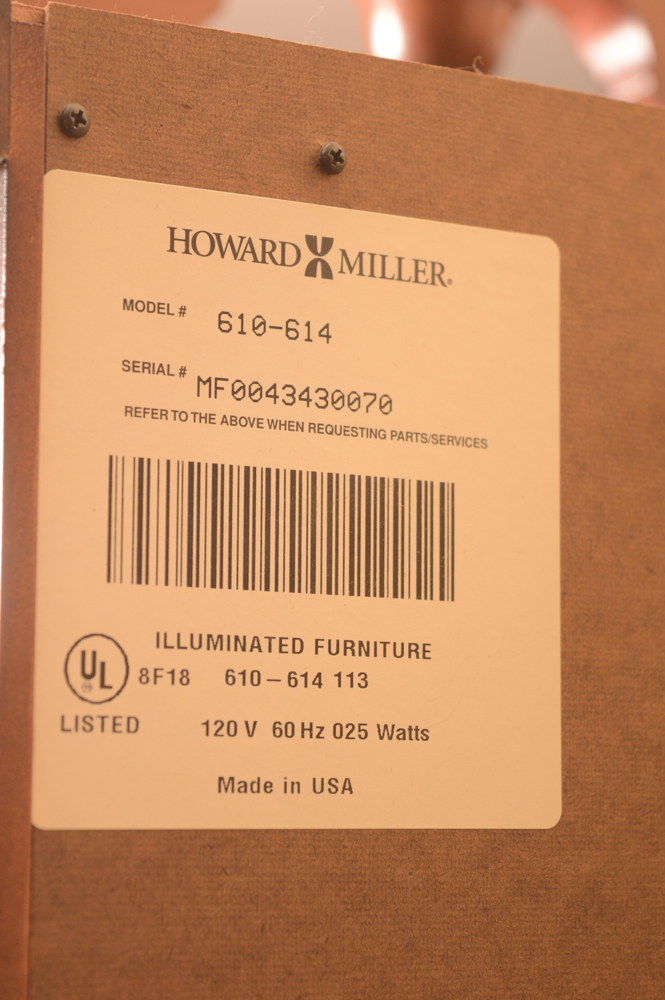 HOWARD MILLER®
MODEL # 610-614
SERIAL # MF0043430070
REFER TO THE ABOVE WHEN REQUESTING PARTS/SERVICES
ILLUMINATED FURNITURE
UL® 8F18 610-614 113
LISTED 120 V 60 Hz 025 Watts
Made in USA